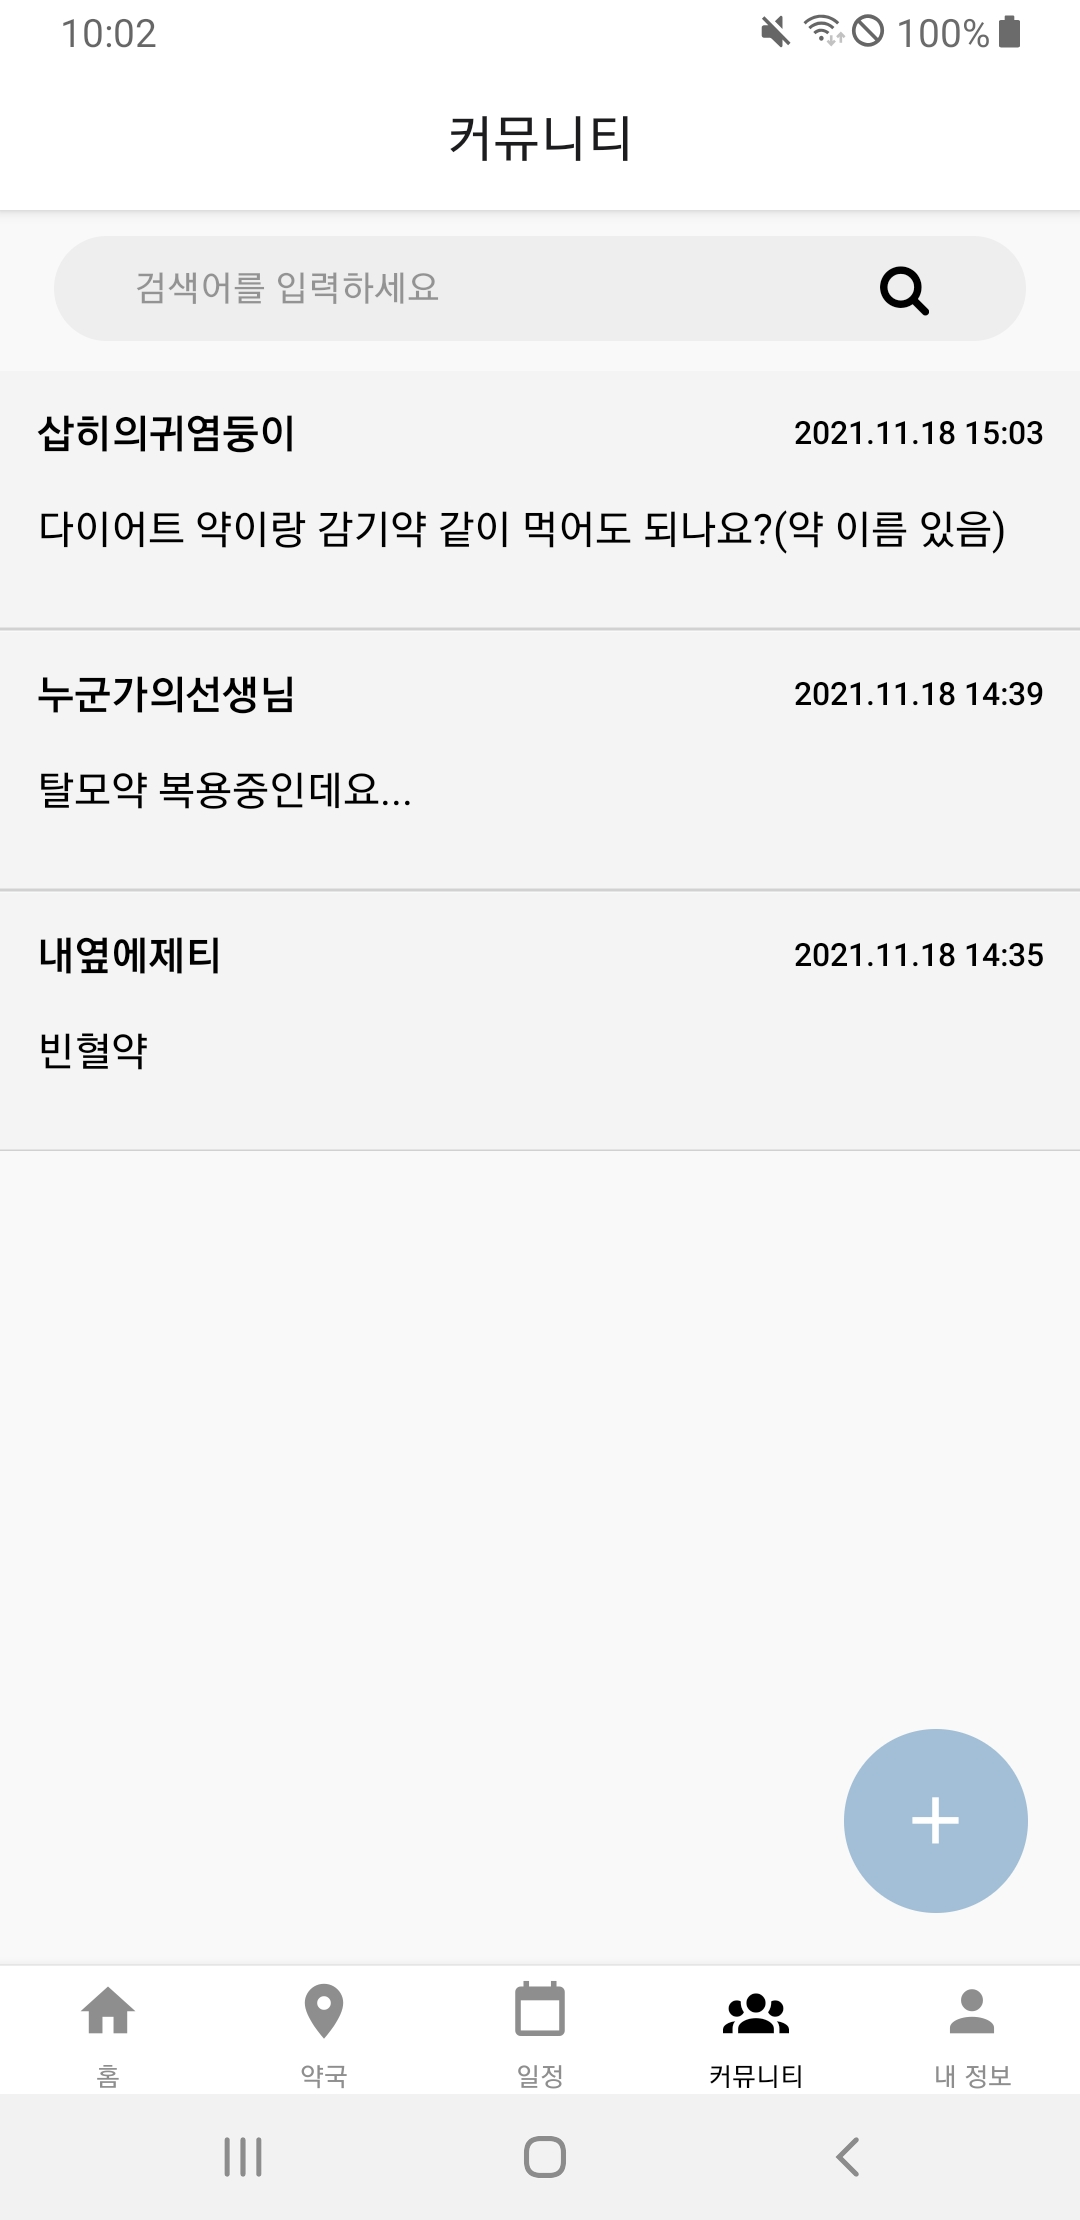 10:02 100%
커뮤니티
검색어를 입력하세요
삽히의귀염둥이 2021.11.18 15:03
다이어트 약이랑 감기약 같이 먹어도 되나요?(약 이름 있음)
누군가의선생님 2021.11.18 14:39
탈모약 복용중인데요...
내옆에제티 2021.11.18 14:35
빈혈약
홈 약국 일정 커뮤니티 내 정보